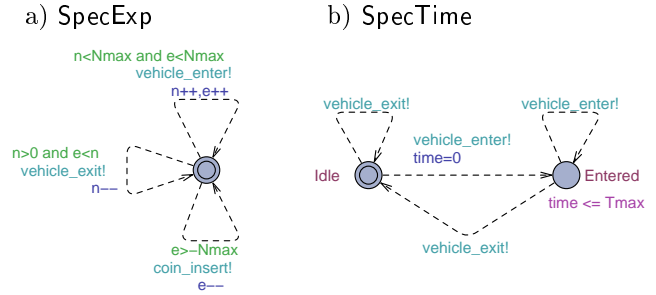 a) SpecExp
n<Nmax and e<Nmax
vehicle_enter!
n++,e++
n>0 and e<n
vehicle_exit!
n−−
e>−Nmax
coin_insert!
e−−
b) SpecTime
vehicle_exit!
vehicle_enter!
vehicle_enter!
time=0
Idle
Entered
time <= Tmax
vehicle_exit!